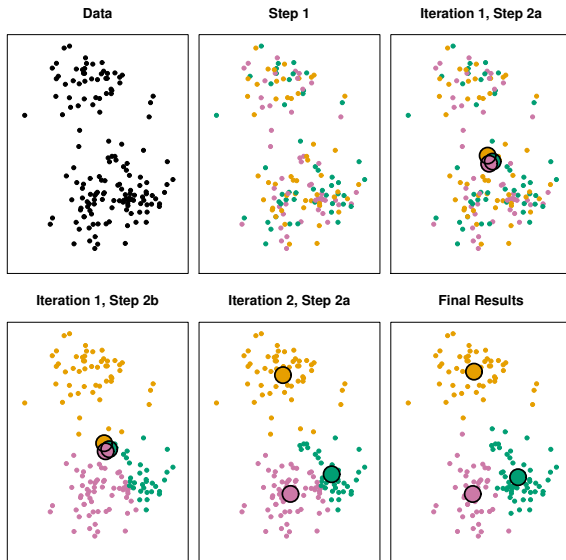 Data
Step 1
Iteration 1, Step 2a
Iteration 1, Step 2b
Iteration 2, Step 2a
Final Results